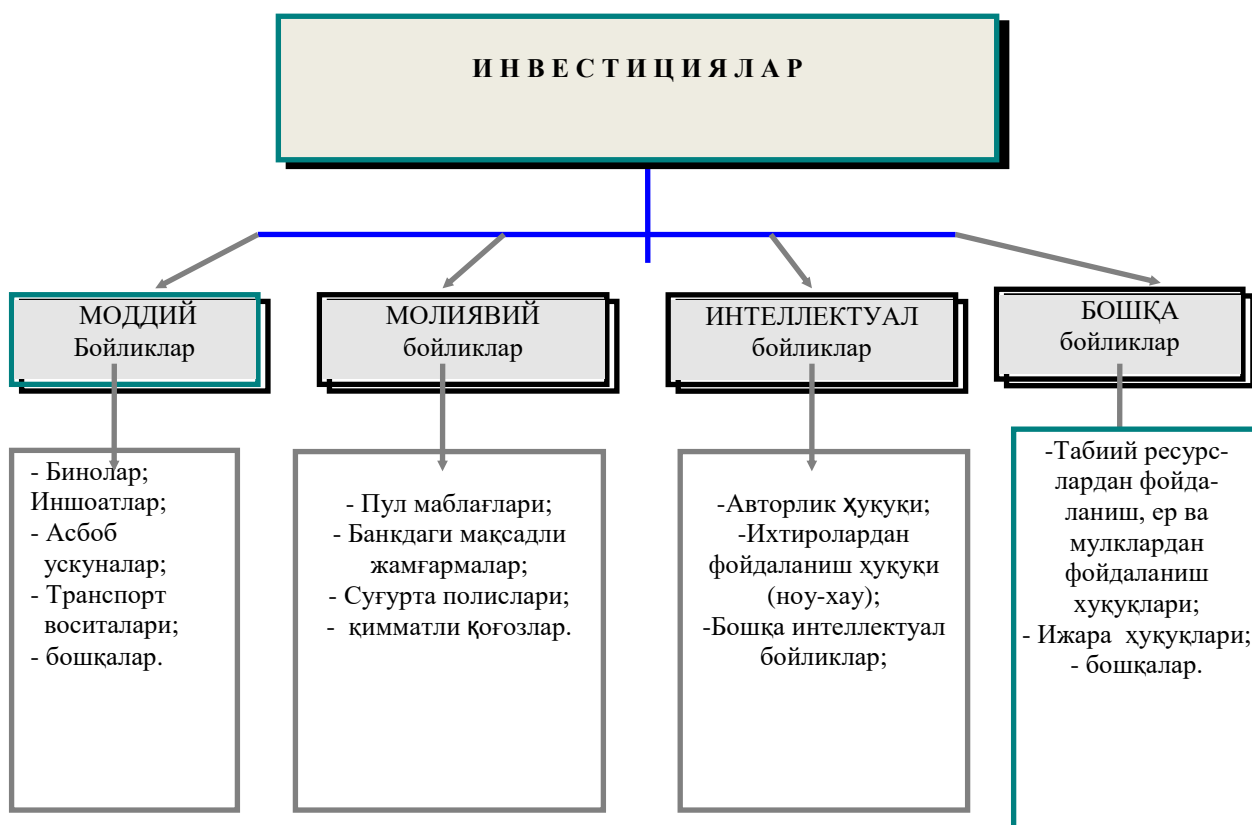 ИНВЕСТИЦИЯЛАР
МОДДИЙ
Бойликлар
МОЛИЯВИЙ
бойликлар
ИНТЕЛЛЕКТУАЛ
бойликлар
БОШҚА
бойликлар
- Бинолар;
Иншоатлар;
- Асбоб
ускуналар;
- Транспорт
воситалари;
- бошқалар.
- Пул маблағлари;
- Банкдаги мақсадли
жамғармалар;
- Суғурта полислари;
- қимматли қоғозлар.
-Авторлик ҳуқуқи;
-Ихтиролардан
фойдаланиш ҳуқуқи
(ноу-хау);
-Бошқа интеллектуал
бойликлар;
-Табиий ресурс-
лардан фойда-
ланиш, ер ва
мулклардан
фойдаланиш
хуқуқлари;
- Ижара ҳуқуқлари;
- бошқалар.